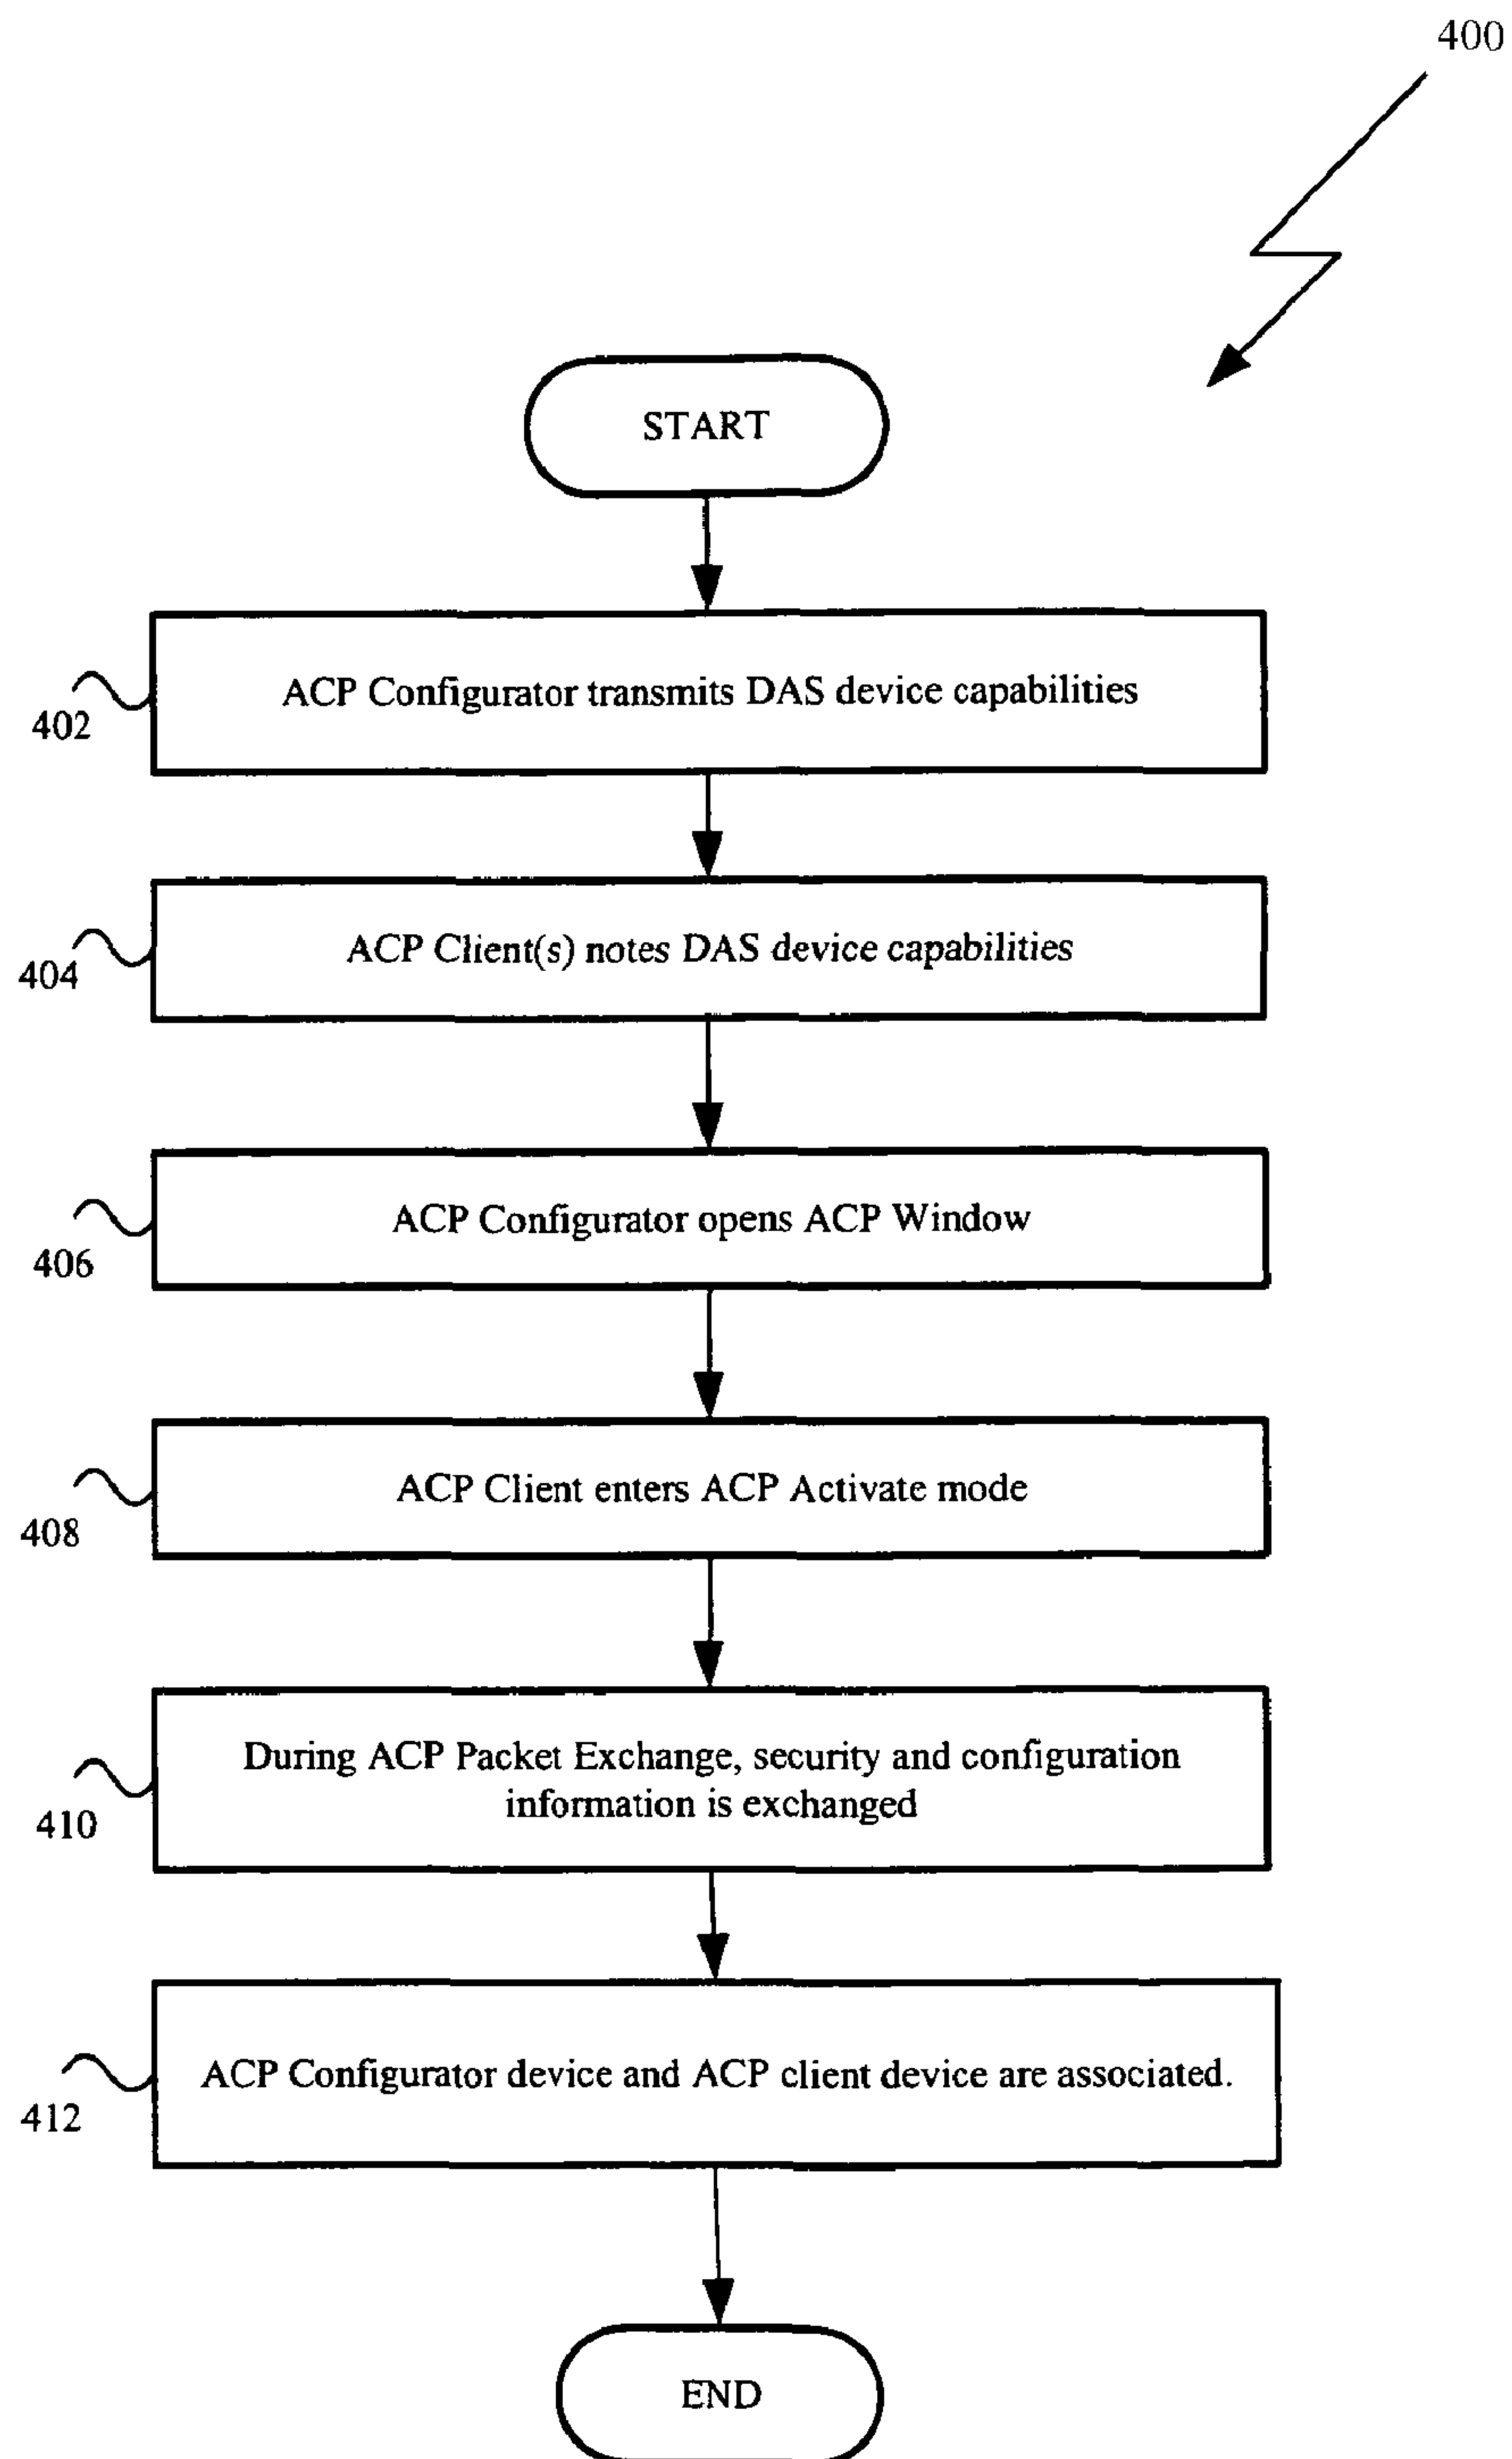 400
START
ACP Configurator transmits DAS device capabilities
402
ACP Client(s) notes DAS device capabilities
404
ACP Configurator opens ACP Window
406
ACP Client enters ACP Activate mode
408
During ACP Packet Exchange, security and configuration
information is exchanged
410
ACP Configurator device and ACP client device are associated.
412
END